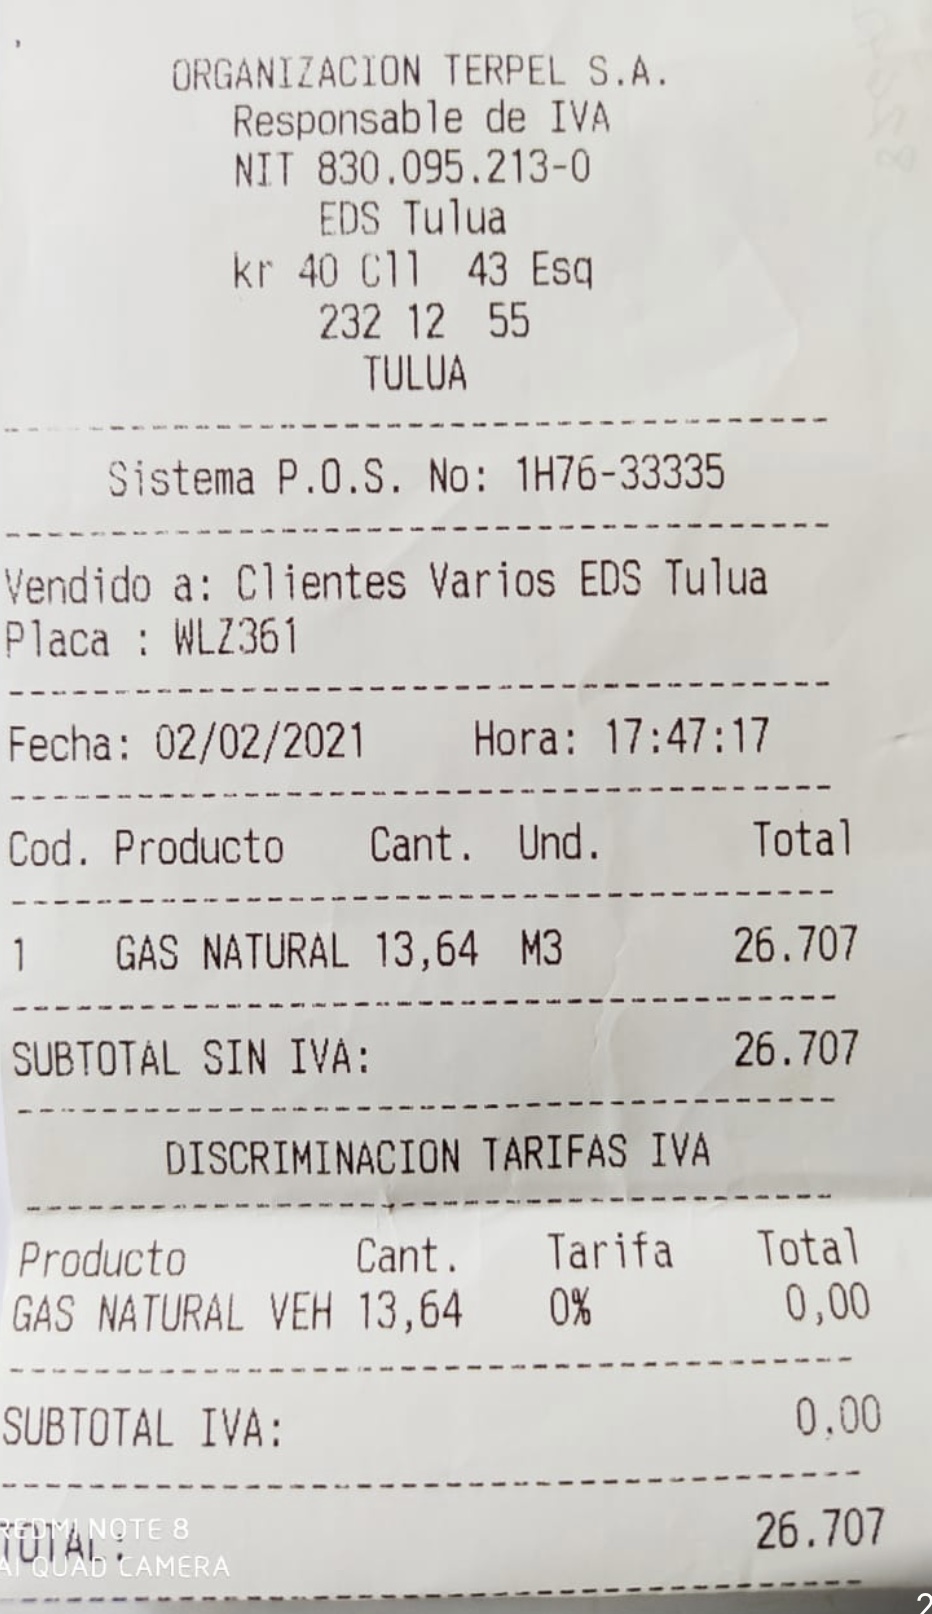 ORGANIZACION TERPEL S.A.
Responsable de IVA
NIT 830.095.213-0
EDS Tulua
kr 40 Cll 43 Esq
232 12 55
TULUA
Sistema P.O.S. No: 1H76-33335
Vendido a: Clientes Varios EDS Tulua
Placa : WLZ361
Fecha: 02/02/2021 Hora: 17:47:17
Cod. Producto Cant. Und. Total
1 GAS NATURAL 13,64 M3 26.707
SUBTOTAL SIN IVA: 26.707
DISCRIMINACION TARIFAS IVA
Producto Cant. Tarifa Total
GAS NATURAL VEH 13,64 0% 0,00
SUBTOTAL IVA: 0,00
TOTAL: 26.707
REDMI NOTE 8
AI QUAD CAMERA
2